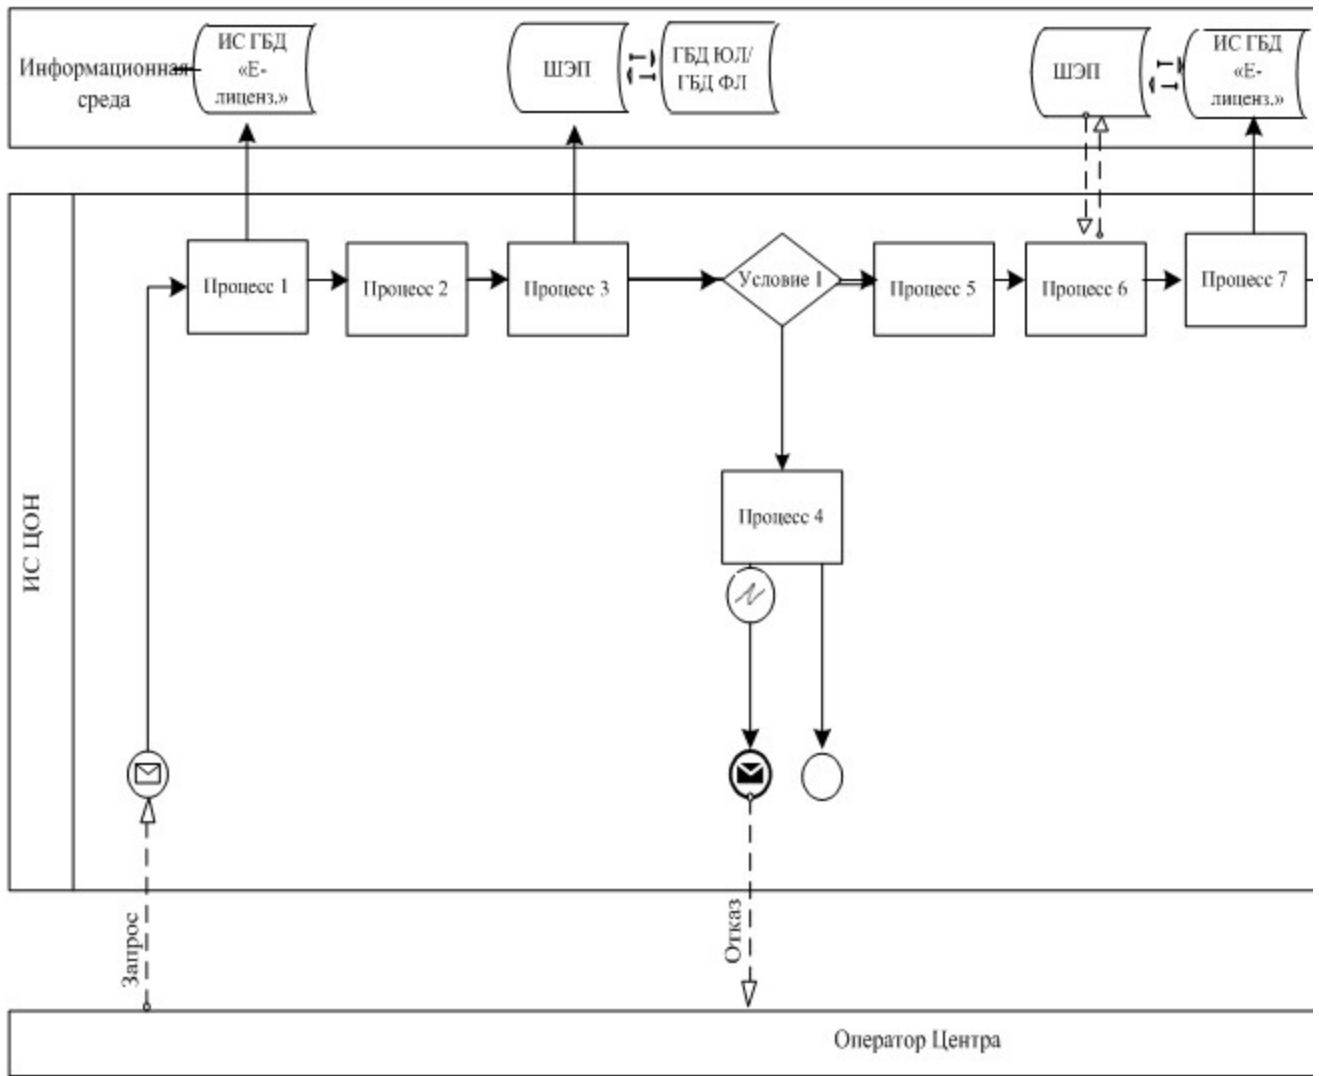 Информационная
среда
ИС ГБД
«Е-
лиценз.»
ШЭП
ГБД ЮЛ/
ГБД ФЛ
ШЭП
ИС ГБД
«Е-
лиценз.»
ИС ЦОН
Процесс 1
Процесс 2
Процесс 3
Условие 1
Процесс 5
Процесс 6
Процесс 7
Процесс 4
Запрос
Отказ
Оператор Центра